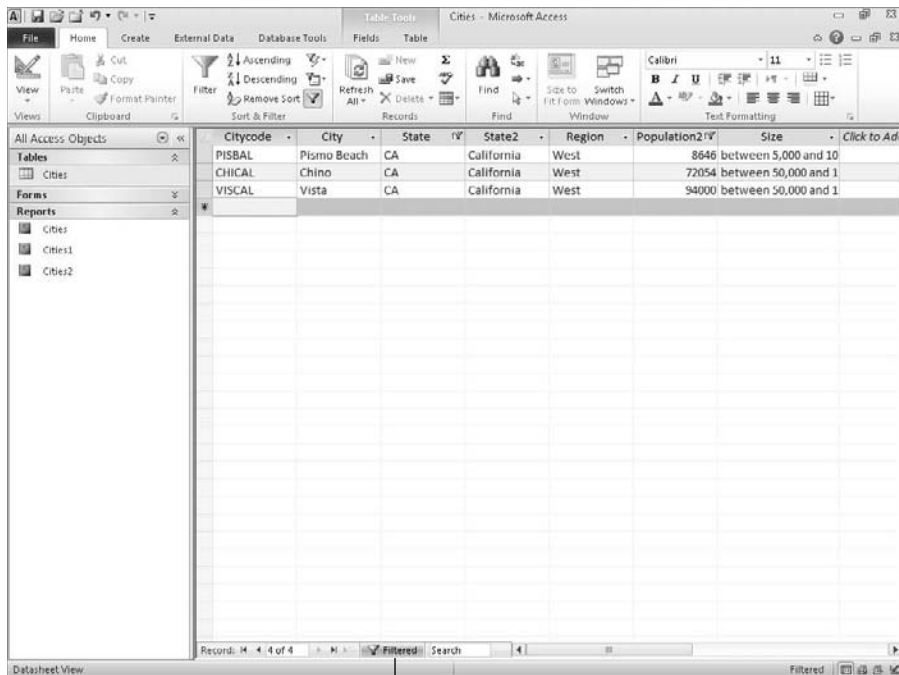 Table Tools Cities - Microsoft Access
File Home Create External Data Database Tools Fields Table
View
Paste
Cut
Copy
Format Painter
Filter
Ascending
Descending
Remove Sort
Refresh All
New
Save
Delete
Find
Size to Fit Form
Switch Windows
Calibri 11
B I U
Views Clipboard Sort & Filter Records Find Window Text Formatting
All Access Objects
Tables
Cities
Forms
Reports
Cities
Cities1
Cities2
Citycode City State State2 Region Population2 Size Click to Ad
PISBAL Pismo Beach CA California West 8646 between 5,000 and 10
CHICAL Chino CA California West 72054 between 50,000 and 1
VISCAL Vista CA California West 94000 between 50,000 and 1
Record: 4 of 4 Filtered Search
Datasheet View Filtered